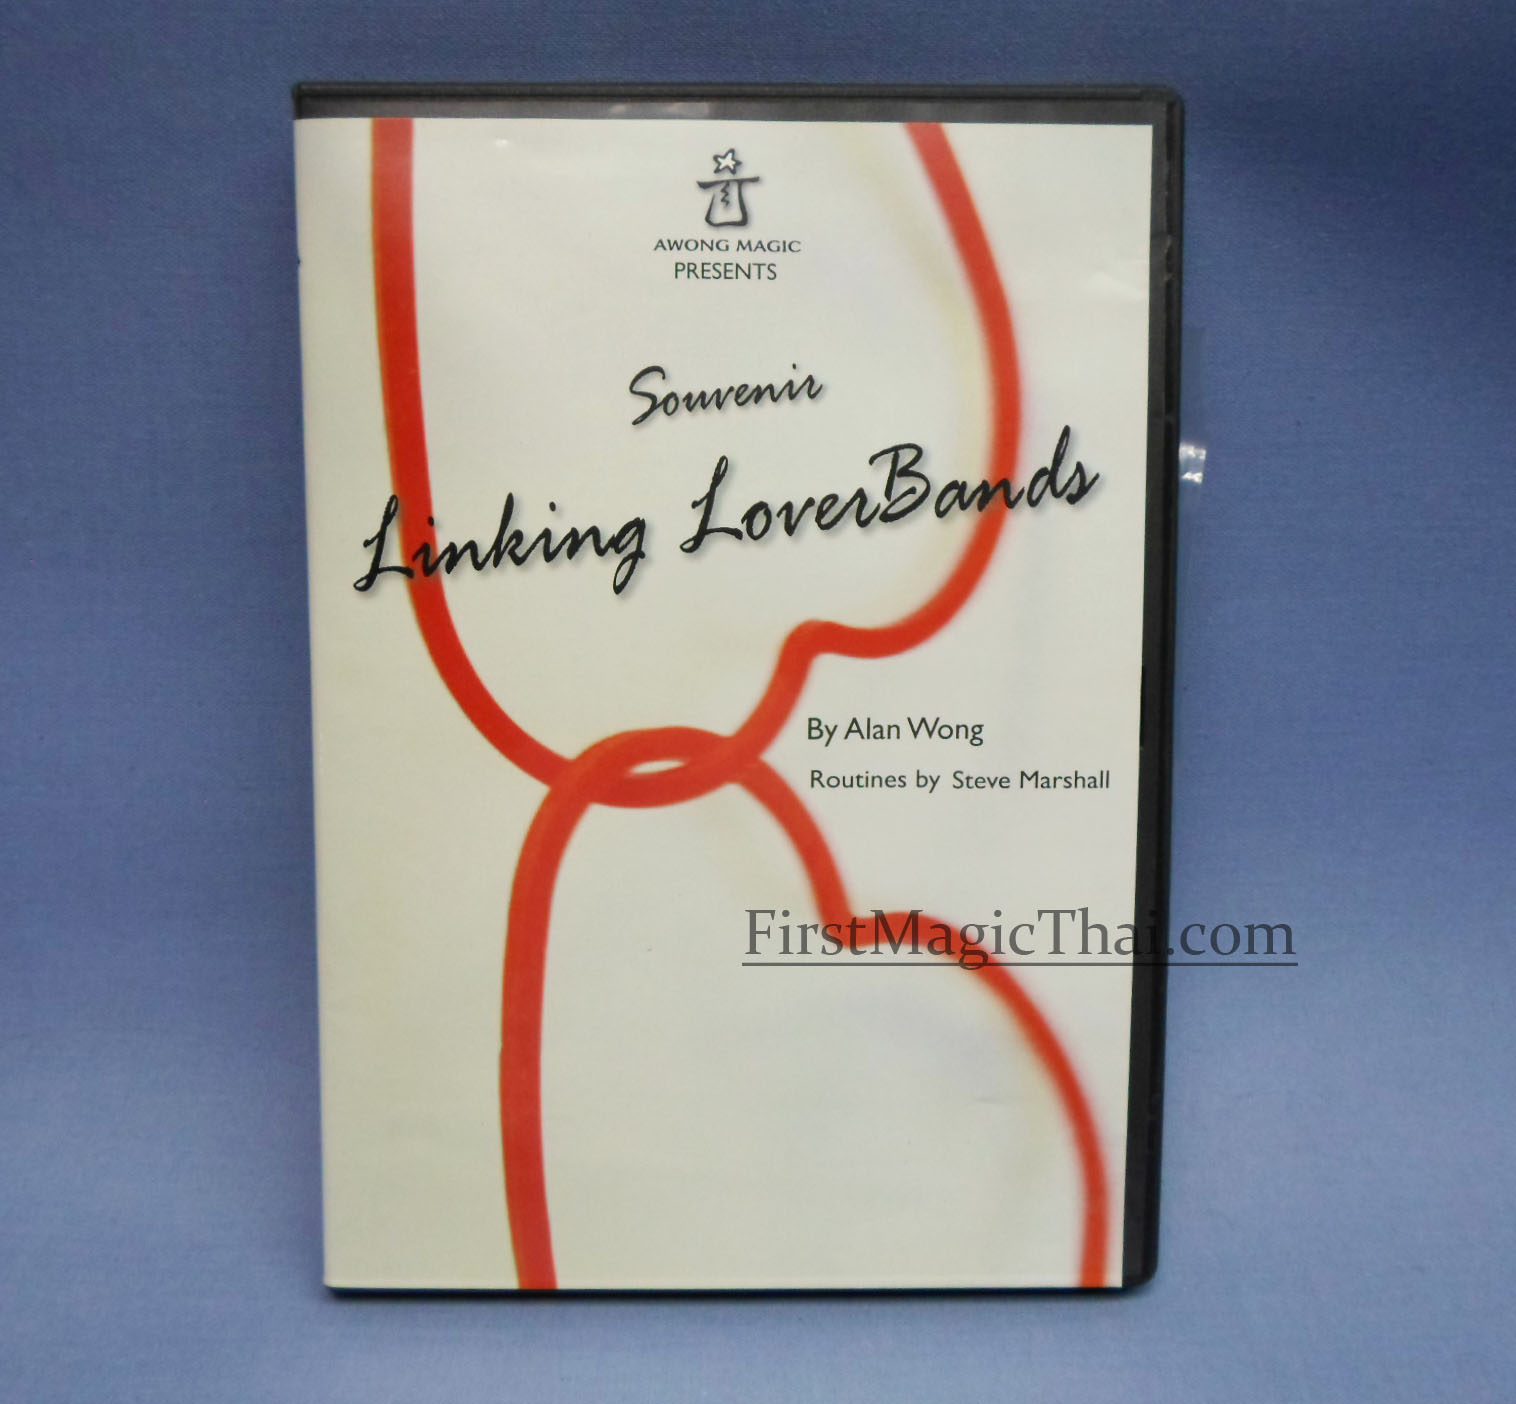 AWONG MAGIC
PRESENTS
Souvenir
Linking LoverBands
By Alan Wong
Routines by Steve Marshall
FirstMagicThai.com